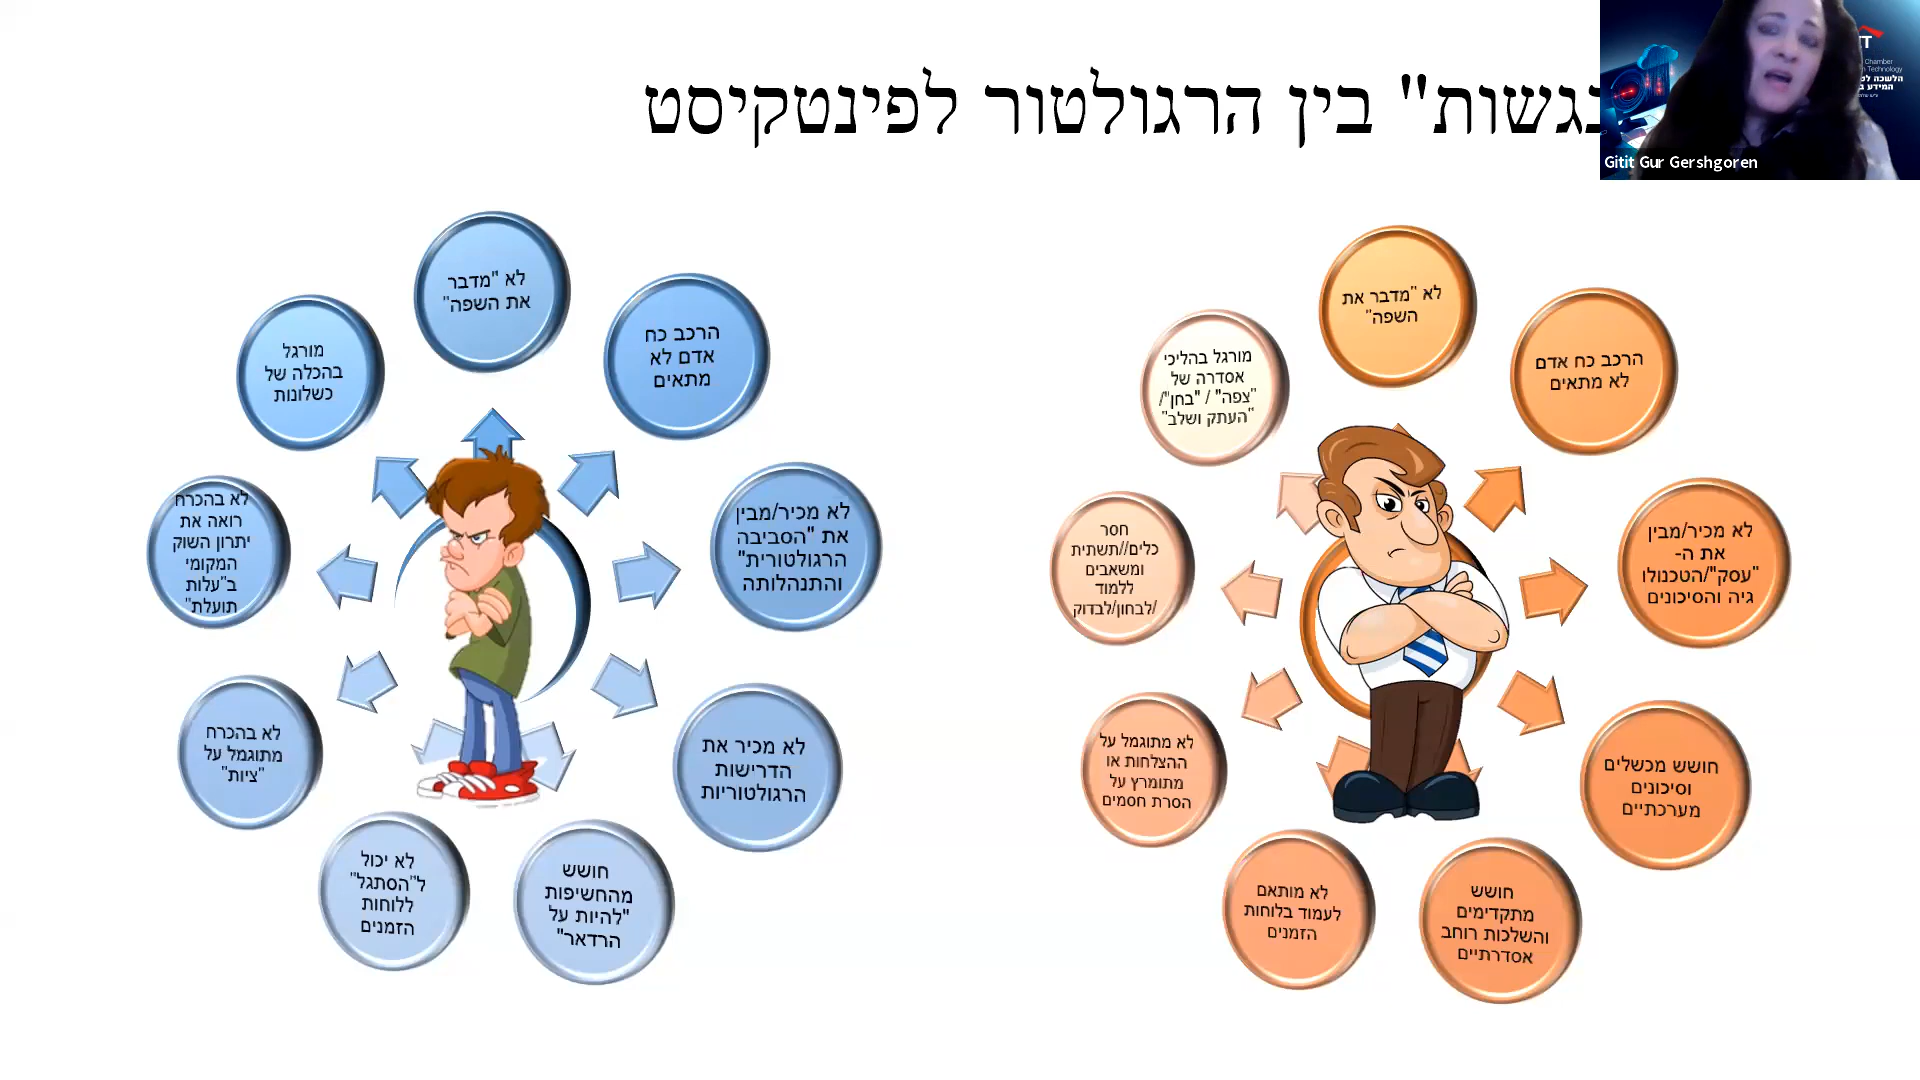 נגשות" בין הרגולטור לפינטקיסט
Chamber
Technology
Gitit Gur Gershgoren
לא "מדבר את
השפה"
הרכב כח אדם
לא מתאים
לא מכיר/מבין
את ה-
"עסק"/הטכנולו
גיה והסיכונים
חושש מכשלים
וסיכונים
מערכתיים
חושש
מתקדימים
והשלכות רוחב
אסדרתיים
לא מותאם
לעמוד בלוחות
הזמנים
לא מתוגמל על
ההצלחות או
מתומרץ על
הסרת חסמים
חסר
כלים//תשתית
ומשאבים
ללמוד
/לבחון/לבדוק
מורגל בהליכי
אסדרה של
"צפה" / "בחן"/
"העתק ושלב"
לא "מדבר
את השפה"
הרכב כח
אדם לא
מתאים
לא מכיר/מבין
את "הסביבה
הרגולטורית"
והתנהלותה
לא מכיר את
הדרישות
הרגולטוריות
חושש
מהחשיפות
"להיות על
הרדאר"
לא יכול
ל"הסתגל"
ללוחות
הזמנים
לא בהכרח
מתוגמל על
"ציות"
לא בהכרח
רואה את
יתרון השוק
המקומי
ב"עלות
תועלת"
מורגל
בהכלה של
כשלונות